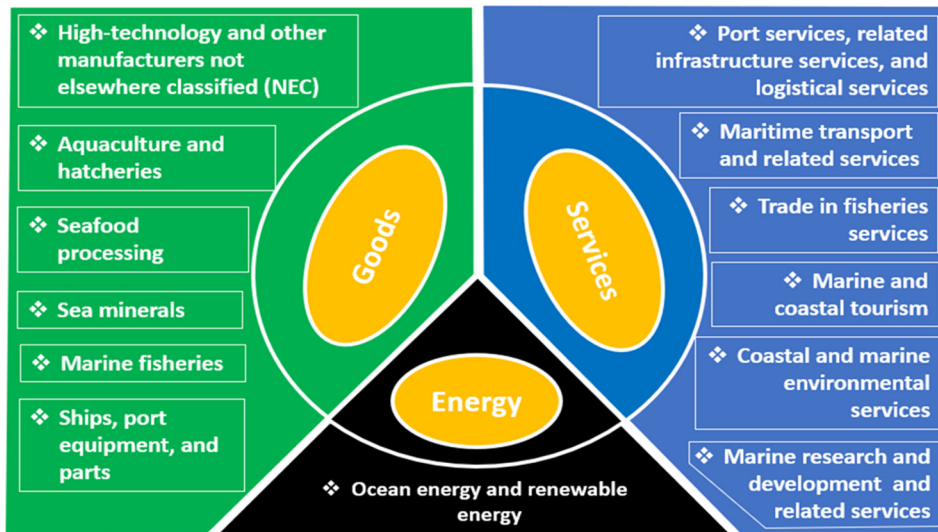 ❖ High-technology and other
manufacturers not
elsewhere classified (NEC)
❖ Aquaculture and
hatcheries
❖ Seafood
processing
❖ Sea minerals
❖ Marine fisheries
❖ Ships, port
equipment, and
parts
Goods
Services
Energy
❖ Ocean energy and renewable
energy
❖ Port services, related
infrastructure services, and
logistical services
❖ Maritime transport
and related services
❖ Trade in fisheries
services
❖ Marine and
coastal tourism
❖ Coastal and marine
environmental
services
❖ Marine research and
development and
related services